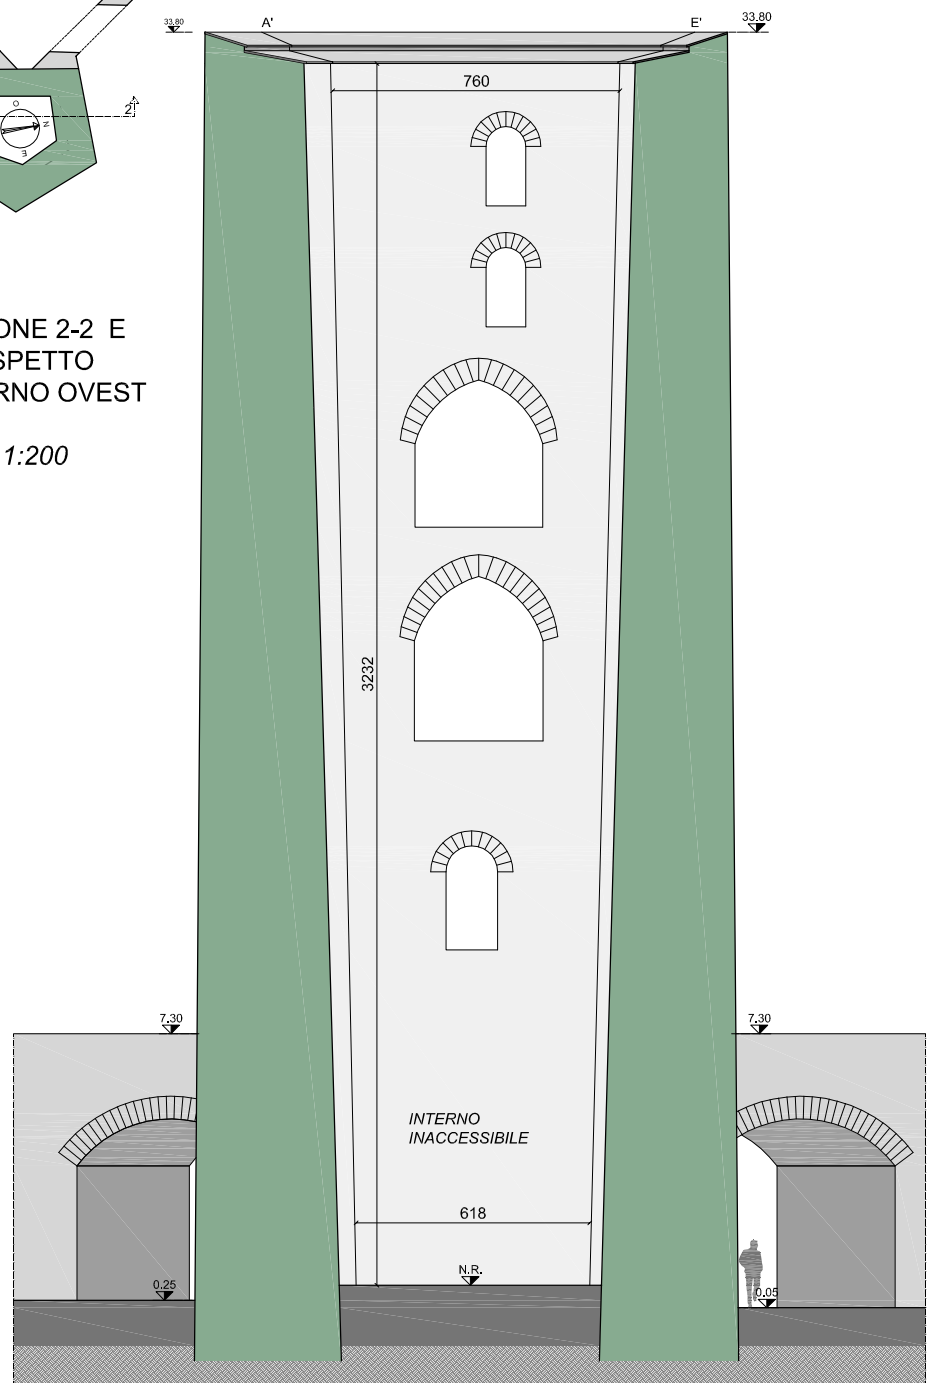 33.80
A'
E'
33.80
760
2
O
N
E
ONE 2-2 E
SPETTO
RNO OVEST
1:200
3232
7.30
7.30
INTERNO
INACCESSIBILE
618
N.R.
0.25
0.05